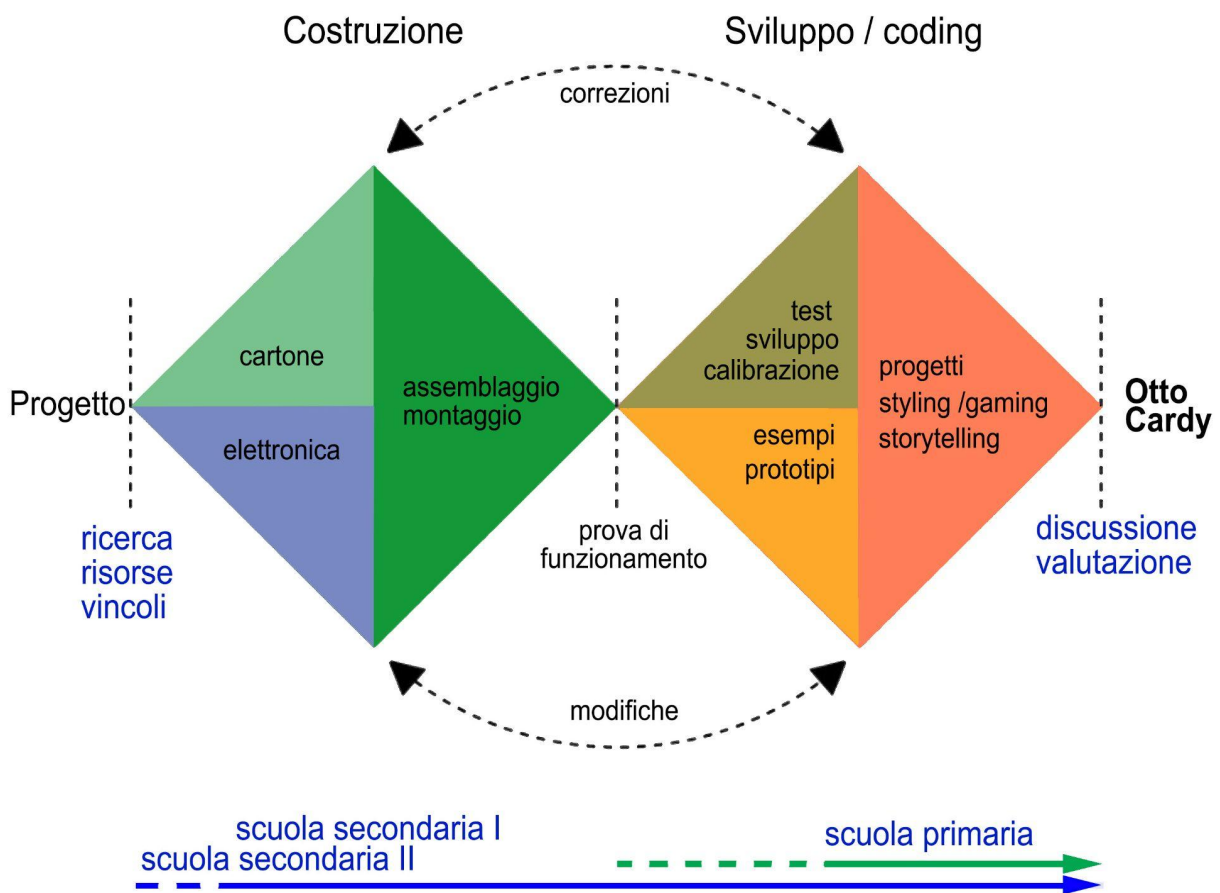 Costruzione
Sviluppo / coding
correzioni
cartone
elettronica
assemblaggio
montaggio
test
sviluppo
calibrazione
esempi
prototipi
progetti
styling /gaming
storytelling
Progetto
Otto
Cardy
ricerca
risorse
vincoli
prova di
funzionamento
discussione
valutazione
modifiche
scuola secondaria I
scuola secondaria II
scuola primaria